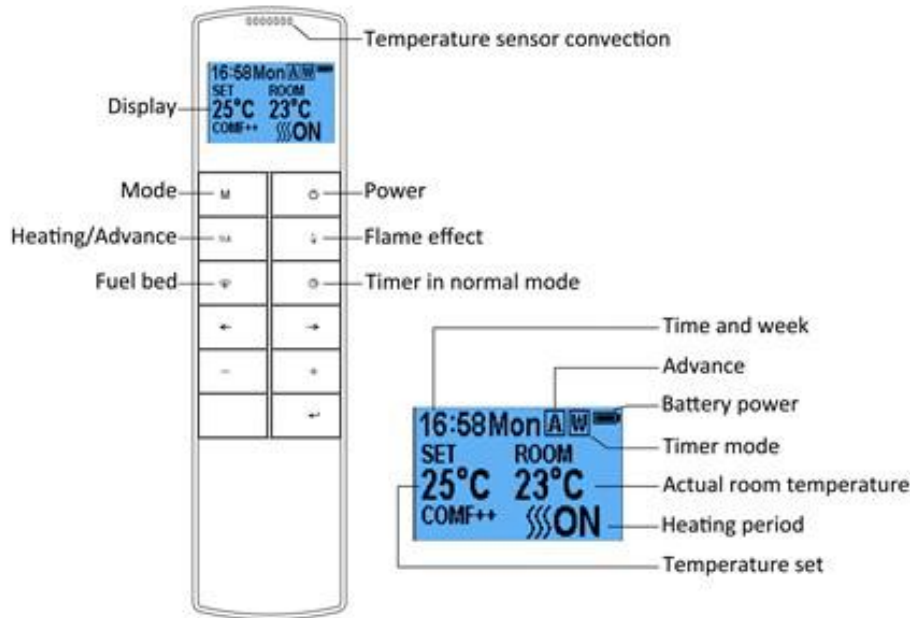 Temperature sensor convection
16:58Mon A W
SET ROOM
25°C 23°C
COMF++ ON
Display
Mode
M
Power
Heating/Advance
Flame effect
Fuel bed
Timer in normal mode
← →
− +
↵
Time and week
Advance
Battery power
Timer mode
16:58Mon A W
SET ROOM
25°C 23°C
COMF++ ON
Actual room temperature
Heating period
Temperature set